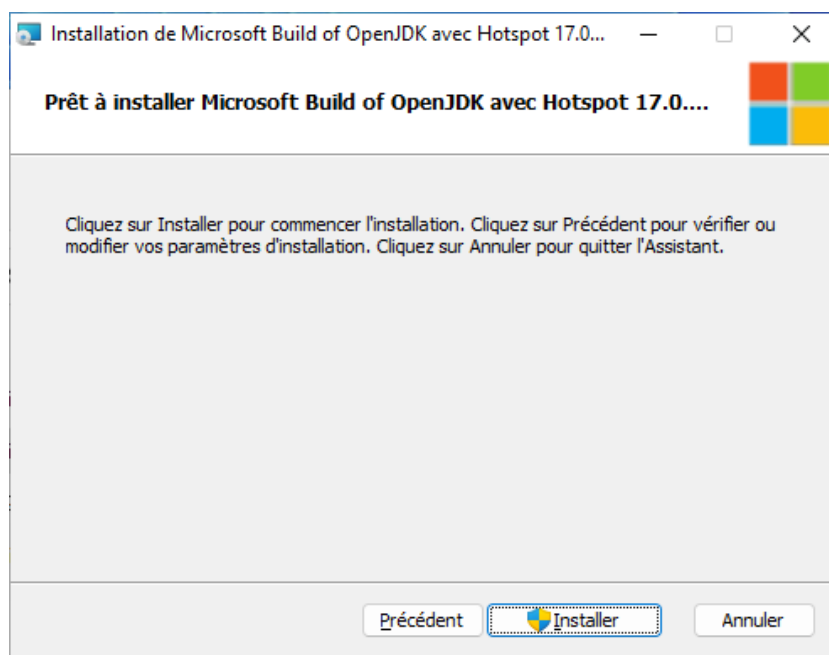 Installation de Microsoft Build of OpenJDK avec Hotspot 17.0...
Prêt à installer Microsoft Build of OpenJDK avec Hotspot 17.0....
Cliquez sur Installer pour commencer l'installation. Cliquez sur Précédent pour vérifier ou
modifier vos paramètres d'installation. Cliquez sur Annuler pour quitter l'Assistant.
Précédent
Installer
Annuler